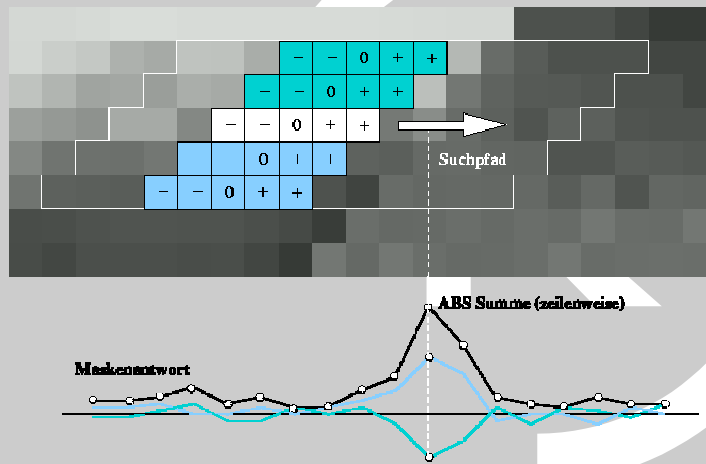 − − 0 + +
− − 0 + +
− − 0 + +
0 + +
− − 0 + +
Suchpfad
ABS Summe (zeilenweise)
Maskenantwort